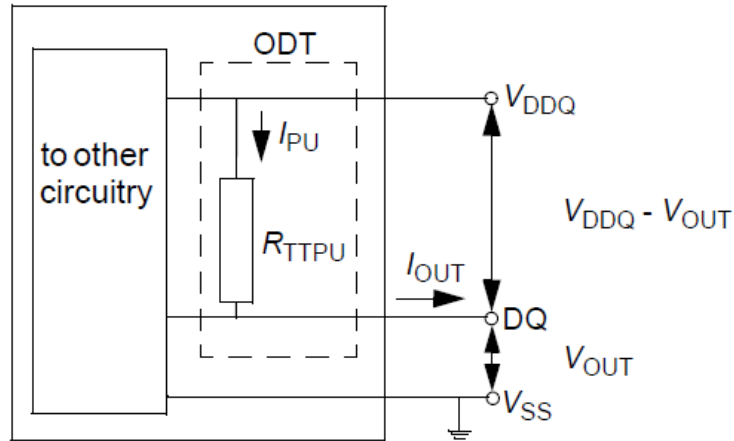 ODT
V_DDQ
I_PU
to other
circuitry
V_DDQ - V_OUT
R_TTPU
I_OUT
DQ
V_OUT
V_SS